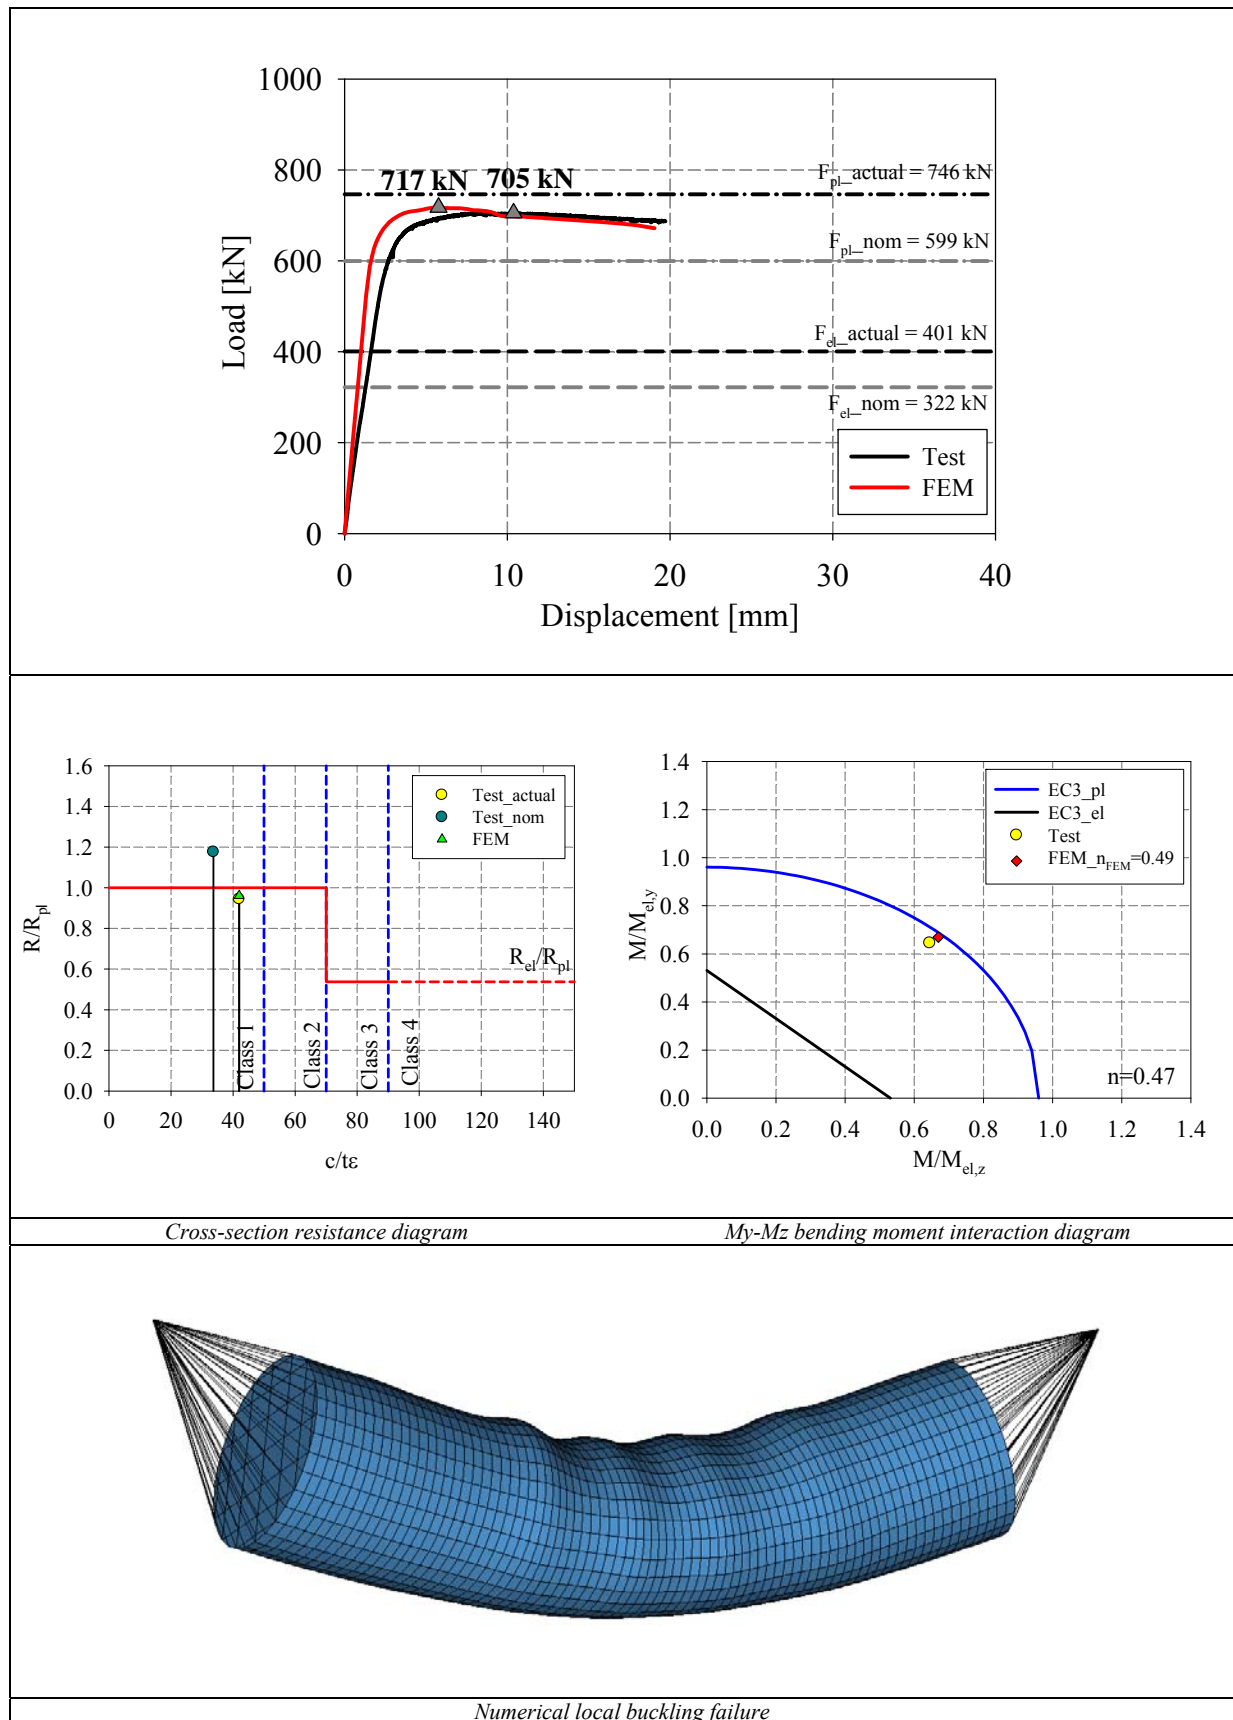 1000
800
600
400
200
0
Load [kN]
717 kN 705 kN
F_pl_actual = 746 kN
F_pl_nom = 599 kN
F_el_actual = 401 kN
F_el_nom = 322 kN
Test
FEM
0 10 20 30 40
Displacement [mm]
1.6
1.4
1.2
1.0
0.8
0.6
0.4
0.2
0.0
R/R_pl
Test_actual
Test_nom
FEM
R_el/R_pl
Class 1
Class 2
Class 3
Class 4
0 20 40 60 80 100 120 140
c/tε
1.4
1.2
1.0
0.8
0.6
0.4
0.2
0.0
M/M_el,y
EC3_pl
EC3_el
Test
FEM_n_FEM=0.49
n=0.47
0.0 0.2 0.4 0.6 0.8 1.0 1.2 1.4
M/M_el,z
Cross-section resistance diagram
My-Mz bending moment interaction diagram
Numerical local buckling failure